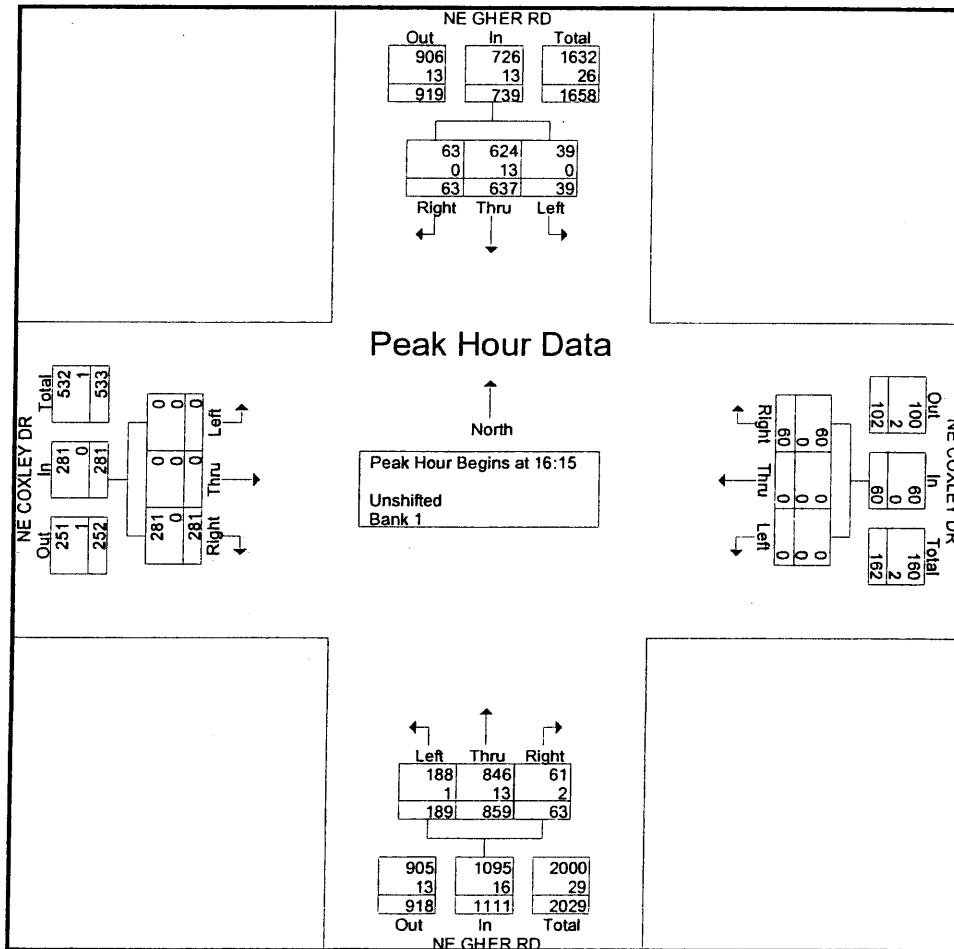 NE GHER RD
Out In Total
906 726 1632
13 13 26
919 739 1658
63 624 39
0 13 0
63 637 39
Right Thru Left
Peak Hour Data
North
Peak Hour Begins at 16:15
Unshifted
Bank 1
NE COXLEY DR
Out In Total
251 281 532
1 0 1
252 281 533
281 0 0
0 0 0
281 0 0
Right Thru Left
NE COXLEY DR
Out In Total
100 60 160
2 0 2
102 60 162
60 0 0
0 0 0
60 0 0
Right Thru Left
Left Thru Right
188 846 61
1 13 2
189 859 63
905 1095 2000
13 16 29
918 1111 2029
Out In Total
NE GHER RD